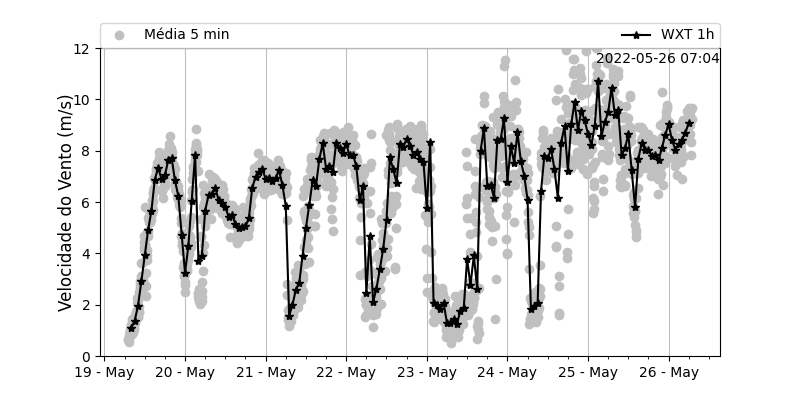 Média 5 min
WXT 1h
2022-05-26 07:04
Velocidade do Vento (m/s)
12
10
8
6
4
2
0
19 - May
20 - May
21 - May
22 - May
23 - May
24 - May
25 - May
26 - May